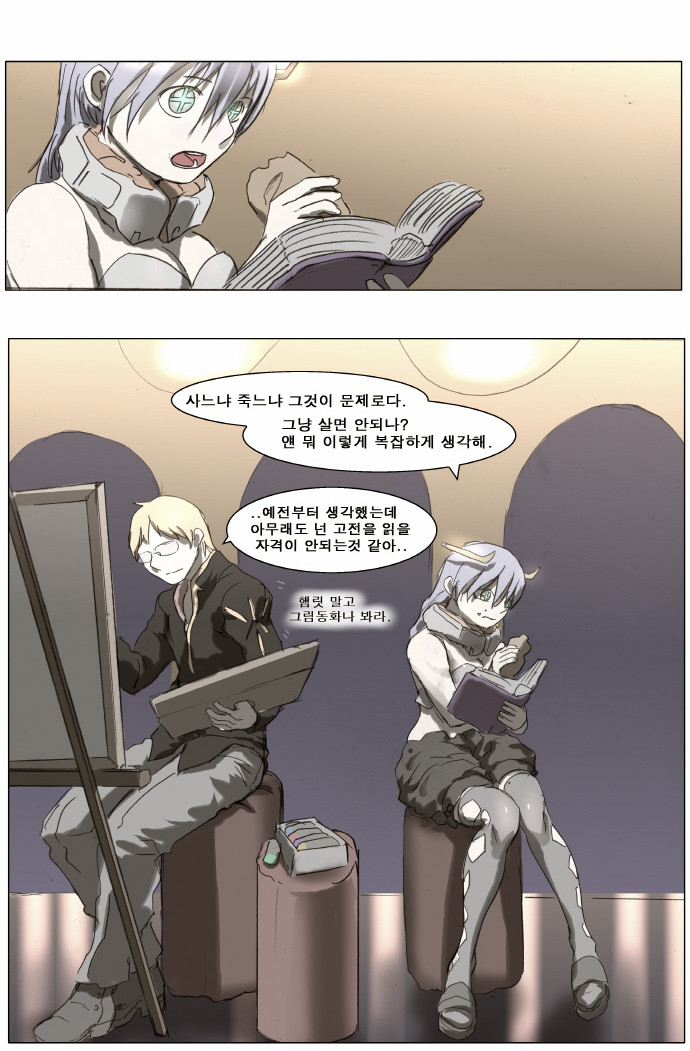 사느냐 죽느냐 그것이 문제로다.
그냥 살면 안되나?
얜 뭐 이렇게 복잡하게 생각해.
..예전부터 생각했는데
아무래도 넌 고전을 읽을
자격이 안되는것 같아..
햄릿 말고
그림동화나 봐라.